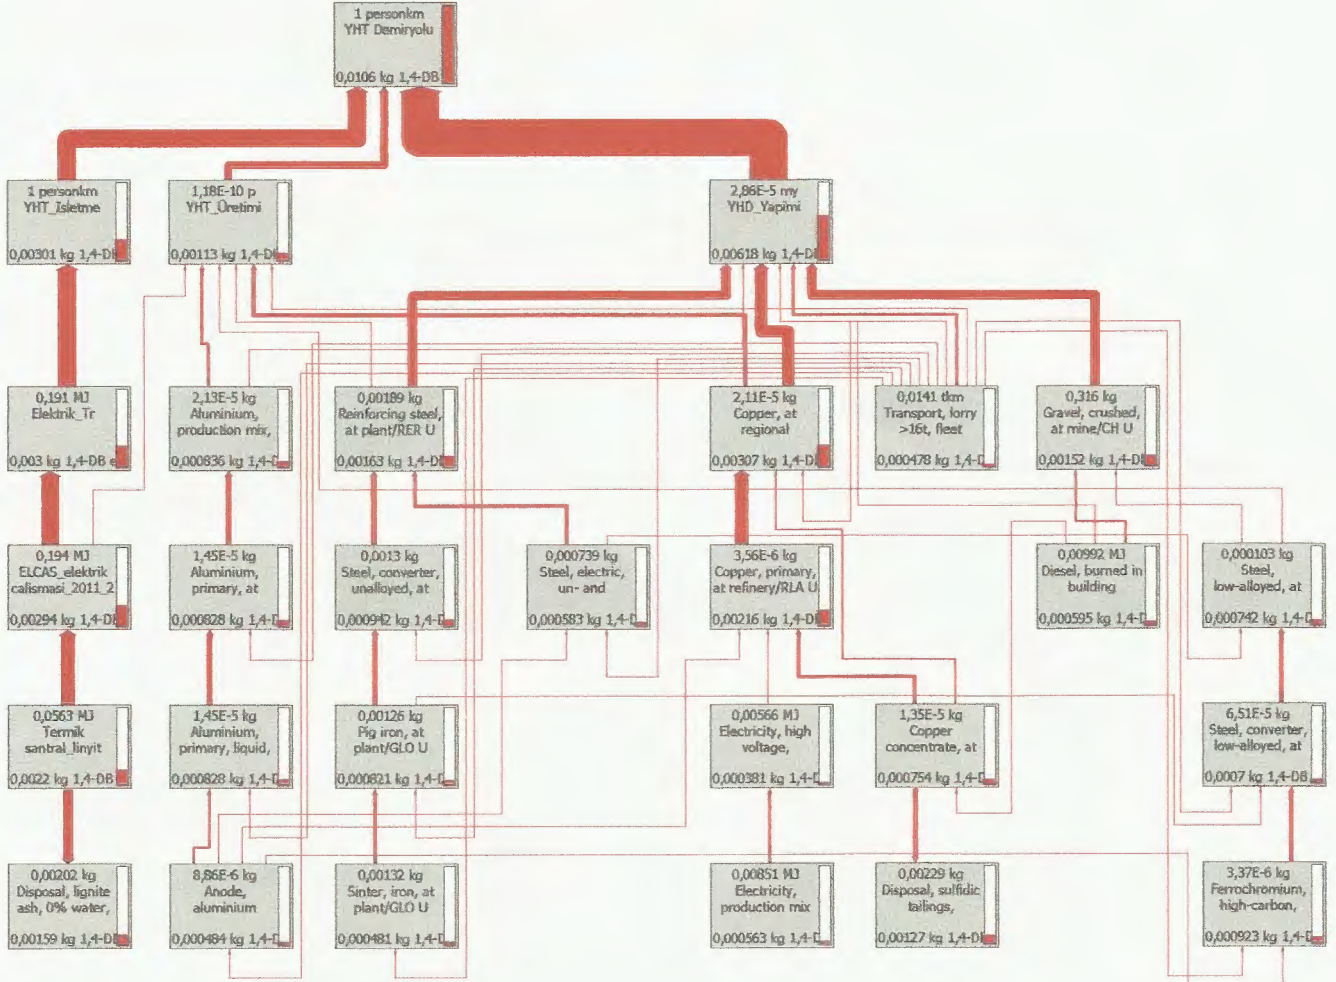 1 personkm
YHT Demiryolu
0,0106 kg 1,4-DB
1 personkm
YHT_Isletme
0,00301 kg 1,4-D
1,18E-10 p
YHT_Uretimi
0,00113 kg 1,4-D
2,86E-5 my
YHD_Yapimi
0,00618 kg 1,4-D
0,191 MJ
Elektrik_Tr
0,003 kg 1,4-DB e
2,13E-5 kg
Aluminium,
production mix,
0,000836 kg 1,4-D
0,00189 kg
Reinforcing steel,
at plant/RER U
0,00163 kg 1,4-D
2,11E-5 kg
Copper, at
regional
0,00307 kg 1,4-D
0,0141 tkm
Transport, lorry
>16t, fleet
0,000478 kg 1,4-D
0,316 kg
Gravel, crushed,
at mine/CH U
0,00152 kg 1,4-D
0,194 MJ
ELCAS_elektrik
calismasi_2011_2
0,00294 kg 1,4-D
1,45E-5 kg
Aluminium,
primary, at
0,000828 kg 1,4-D
0,0013 kg
Steel, converter,
unalloyed, at
0,000942 kg 1,4-D
0,000739 kg
Steel, electric,
un- and
0,000583 kg 1,4-D
3,56E-6 kg
Copper, primary,
at refinery/RLA U
0,00216 kg 1,4-D
0,00992 MJ
Diesel, burned in
building
0,000595 kg 1,4-D
0,000103 kg
Steel,
low-alloyed, at
0,000742 kg 1,4-D
0,0563 MJ
Termik
santral_linyit
0,0022 kg 1,4-DB
1,45E-5 kg
Aluminium,
primary, liquid,
0,000828 kg 1,4-D
0,00126 kg
Pig iron, at
plant/GLO U
0,000821 kg 1,4-D
0,00566 MJ
Electricity, high
voltage,
0,000381 kg 1,4-D
1,35E-5 kg
Copper
concentrate, at
0,000754 kg 1,4-D
6,51E-5 kg
Steel, converter,
low-alloyed, at
0,0007 kg 1,4-DB
0,00202 kg
Disposal, lignite
ash, 0% water,
0,00159 kg 1,4-D
8,86E-6 kg
Anode,
aluminium
0,000484 kg 1,4-D
0,00132 kg
Sinter, iron, at
plant/GLO U
0,000481 kg 1,4-D
0,00851 MJ
Electricity,
production mix
0,000563 kg 1,4-D
0,00229 kg
Disposal, sulfidic
tailings,
0,00127 kg 1,4-D
3,37E-6 kg
Ferrochromium,
high-carbon,
0,000923 kg 1,4-D